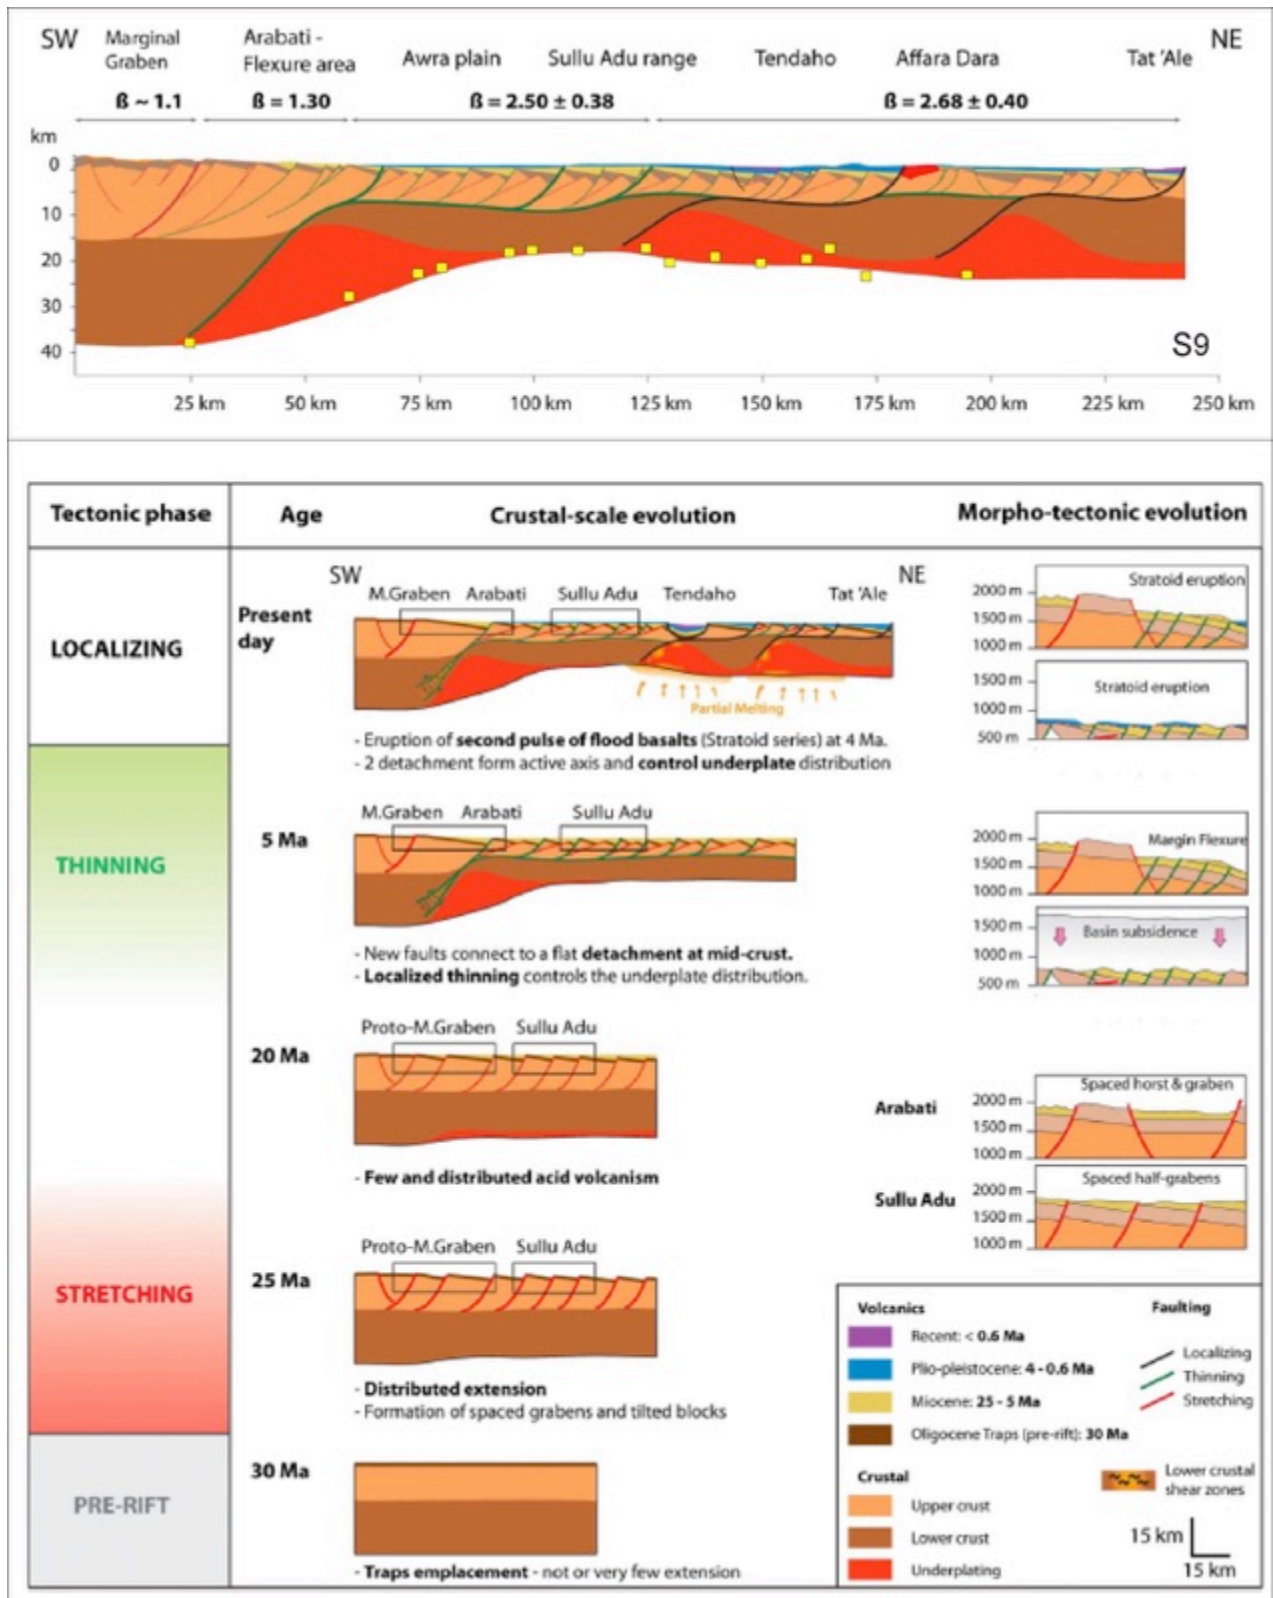 SW
Marginal
Graben
Arabati -
Flexure area
Awra plain
Sullu Adu range
Tendaho
Affara Dara
Tat 'Ale
NE
ß ~ 1.1
ß = 1.30
ß = 2.50 ± 0.38
ß = 2.68 ± 0.40
km
0
10
20
30
40
S9
25 km 50 km 75 km 100 km 125 km 150 km 175 km 200 km 225 km 250 km
Tectonic phase
Age
Crustal-scale evolution
Morpho-tectonic evolution
LOCALIZING
Present
day
SW
NE
M.Graben Arabati Sullu Adu Tendaho Tat 'Ale
Partial Melting
- Eruption of second pulse of flood basalts (Stratoid series) at 4 Ma.
- 2 detachment form active axis and control underplate distribution
Stratoid eruption
2000 m
1500 m
1000 m
Stratoid eruption
1500 m
1000 m
500 m
THINNING
5 Ma
M.Graben Arabati Sullu Adu
- New faults connect to a flat detachment at mid-crust.
- Localized thinning controls the underplate distribution.
Margin Flexure
2000 m
1500 m
1000 m
Basin subsidence
1500 m
1000 m
500 m
20 Ma
Proto-M.Graben Sullu Adu
- Few and distributed acid volcanism
Arabati
Spaced horst & graben
2000 m
1500 m
1000 m
Sullu Adu
Spaced half-grabens
2000 m
1500 m
1000 m
STRETCHING
25 Ma
Proto-M.Graben Sullu Adu
- Distributed extension
- Formation of spaced grabens and tilted blocks
PRE-RIFT
30 Ma
- Traps emplacement - not or very few extension
Volcanics
Recent: < 0.6 Ma
Plio-pleistocene: 4 - 0.6 Ma
Miocene: 25 - 5 Ma
Oligocene Traps (pre-rift): 30 Ma
Faulting
Localizing
Thinning
Stretching
Crustal
Upper crust
Lower crust
Underplating
Lower crustal
shear zones
15 km
15 km